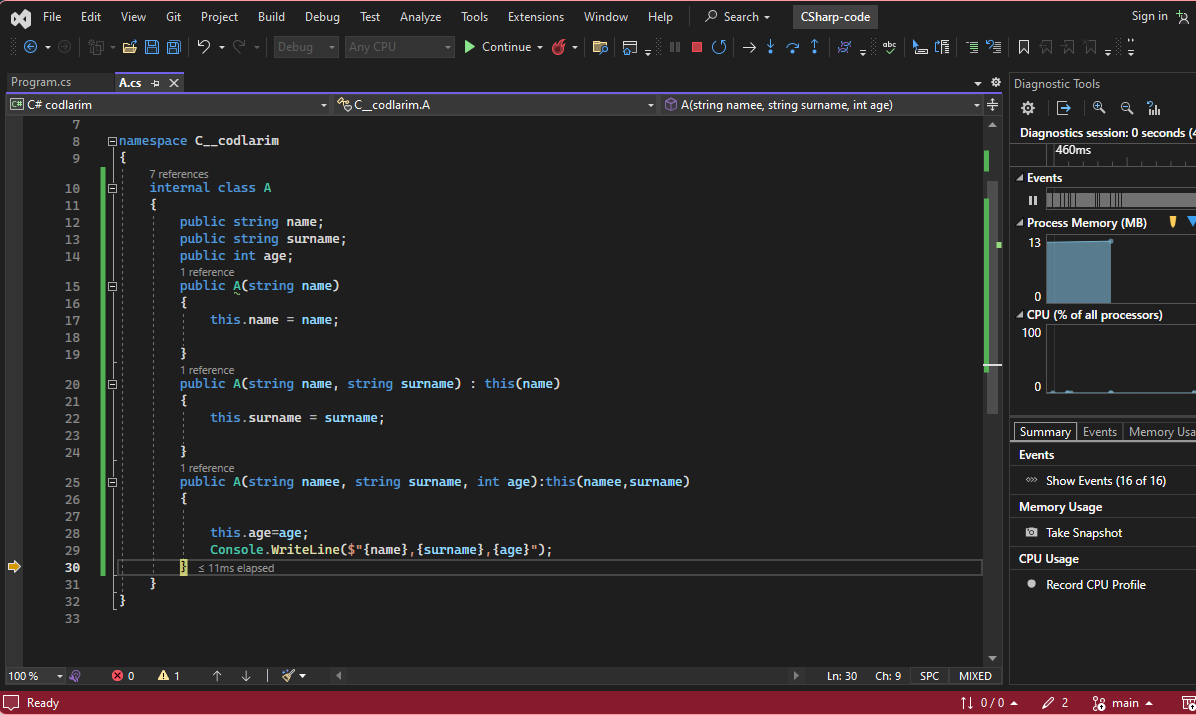 File Edit View Git Project Build Debug Test Analyze Tools Extensions Window Help Search CSharp-code Sign in
Debug Any CPU Continue
Program.cs A.cs
C# codlarim C__codlarim.A A(string namee, string surname, int age)
7
8 namespace C__codlarim
9 {
7 references
10 internal class A
11 {
12 public string name;
13 public string surname;
14 public int age;
1 reference
15 public A(string name)
16 {
17 this.name = name;
18
19 }
1 reference
20 public A(string name, string surname) : this(name)
21 {
22 this.surname = surname;
23
24 }
1 reference
25 public A(string namee, string surname, int age):this(namee,surname)
26 {
27
28 this.age=age;
29 Console.WriteLine($"{name},{surname},{age}");
30 } ≤ 11ms elapsed
31 }
32 }
33
100 % 0 1 Ln: 30 Ch: 9 SPC MIXED
Diagnostic Tools
Diagnostics session: 0 seconds (4
460ms
Events
Process Memory (MB)
13
0
CPU (% of all processors)
100
0
Summary Events Memory Usa
Events
Show Events (16 of 16)
Memory Usage
Take Snapshot
CPU Usage
Record CPU Profile
Ready 0 / 0 2 main